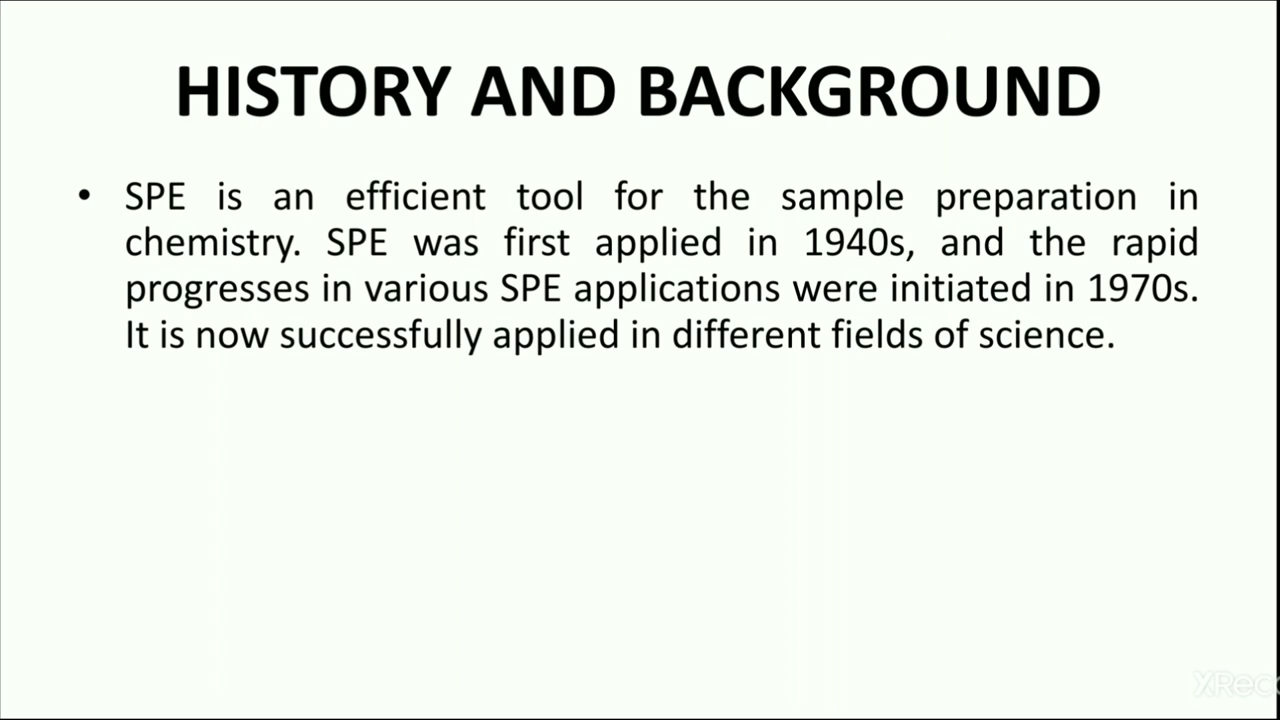 HISTORY AND BACKGROUND
• SPE is an efficient tool for the sample preparation in
chemistry. SPE was first applied in 1940s, and the rapid
progresses in various SPE applications were initiated in 1970s.
It is now successfully applied in different fields of science.
XRec